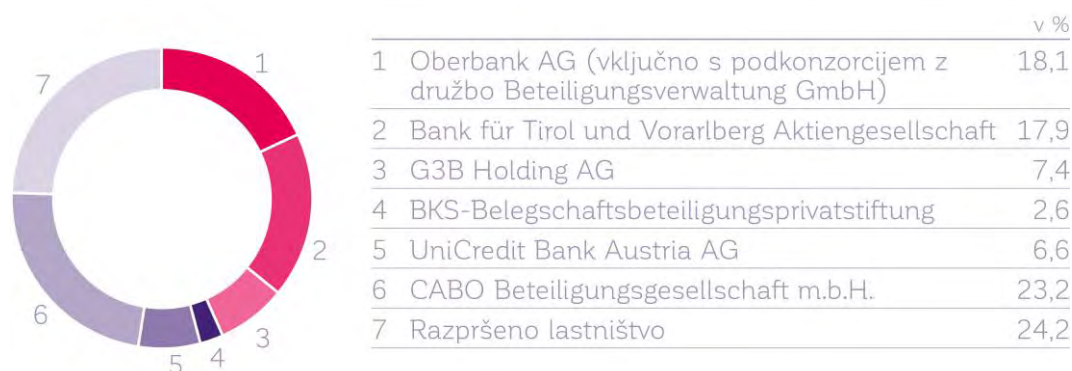 v %
1 Oberbank AG (vključno s podkonzorcijem z 18,1
družbo Beteiligungsverwaltung GmbH)
2 Bank für Tirol und Vorarlberg Aktiengesellschaft 17,9
3 G3B Holding AG 7,4
4 BKS-Belegschaftsbeteiligungsprivatstiftung 2,6
5 UniCredit Bank Austria AG 6,6
6 CABO Beteiligungsgesellschaft m.b.H. 23,2
7 Razpršeno lastništvo 24,2
1
2
3
4
5
6
7